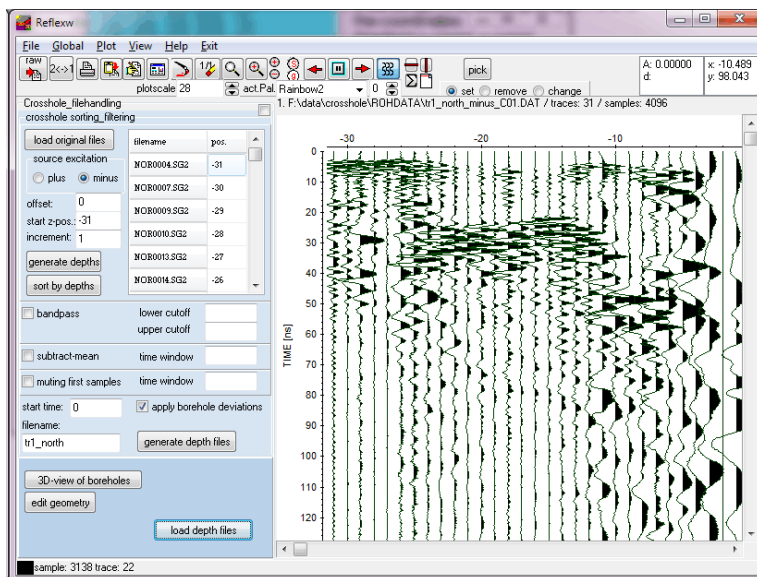 Reflexw
File Global Plot View Help Exit
raw 2<->1 pick
plotscale 28 act.Pal. Rainbow2 0 set remove change
A: 0.00000 x: -10.489
d: y: 98.043
Crosshole_filehandling
crosshole sorting_filtering
load original files
source excitation
plus minus
offset: 0
start z-pos.: -31
increment: 1
generate depths
sort by depths
filename pos.
NOR0004.SG2 -31
NOR0007.SG2 -30
NOR0009.SG2 -29
NOR0010.SG2 -28
NOR0013.SG2 -27
NOR0014.SG2 -26
bandpass lower cutoff
upper cutoff
subtract-mean time window
muting first samples time window
start time: 0 apply borehole deviations
filename:
tr1_north generate depth files
3D-view of boreholes
edit geometry
load depth files
1. F:\data\crosshole\ROHDATA\tr1_north_minus_C01.DAT / traces: 31 / samples: 4096
-30 -20 -10
0
10
20
30
40
50
60
70
80
90
100
110
120
TIME [ns]
sample: 3138 trace: 22